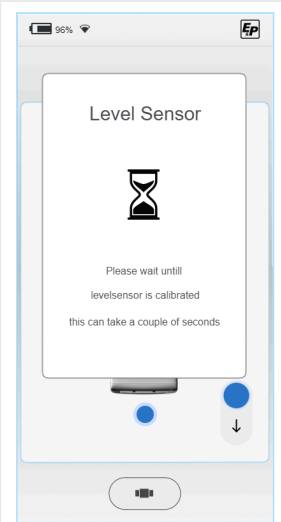 96%
EP
Level Sensor
Please wait untill
levelsensor is calibrated
this can take a couple of seconds